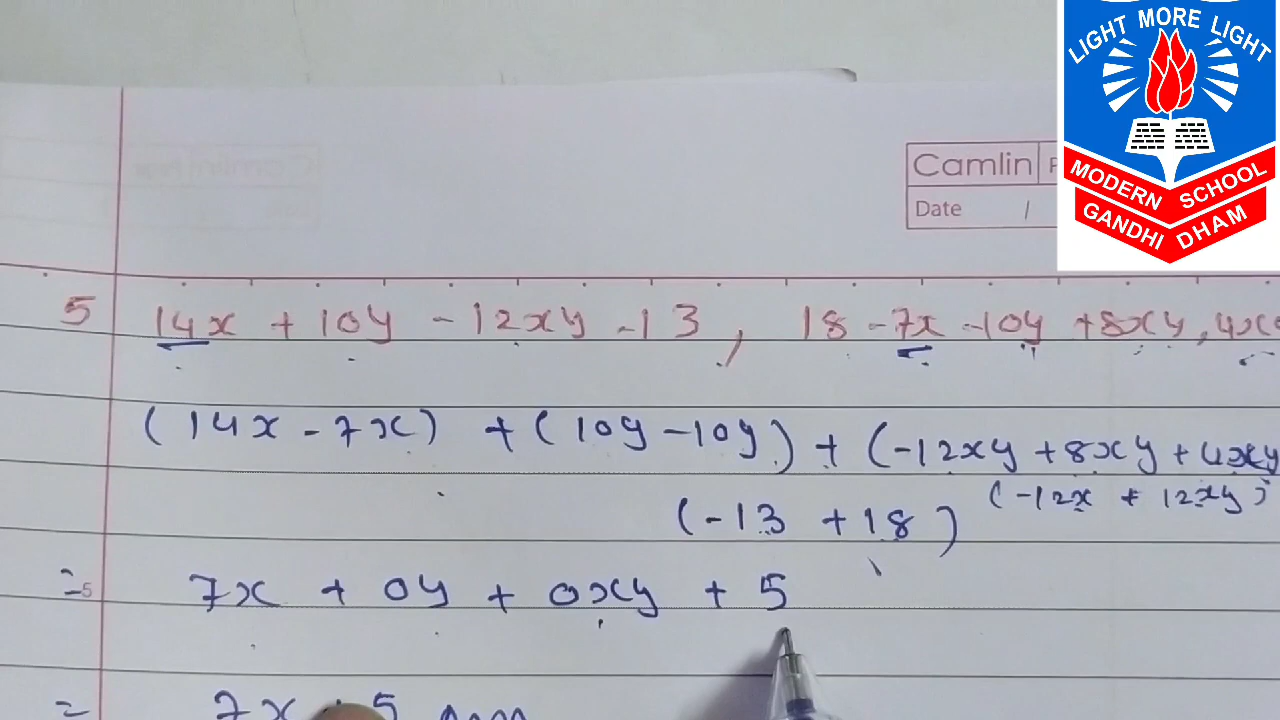 LIGHT MORE LIGHT
MODERN SCHOOL
GANDHI DHAM
Camlin
Date /
5 14x + 10y - 12xy - 13, 18 - 7x - 10y + 8xy, 4x
(14x - 7x) + (10y - 10y) + (-12xy + 8xy + 4xy
(-12x + 12xy)
(-13 + 18)
= 7x + 0y + 0xy + 5
= 7x + 5